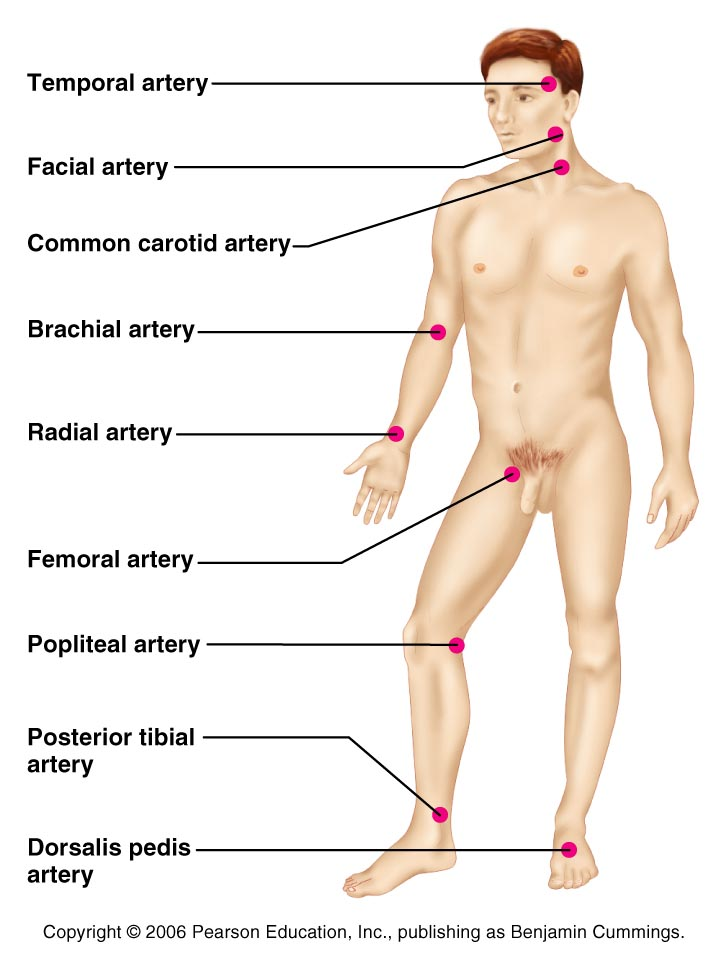 Temporal artery
Facial artery
Common carotid artery
Brachial artery
Radial artery
Femoral artery
Popliteal artery
Posterior tibial
artery
Dorsalis pedis
artery
Copyright © 2006 Pearson Education, Inc., publishing as Benjamin Cummings.